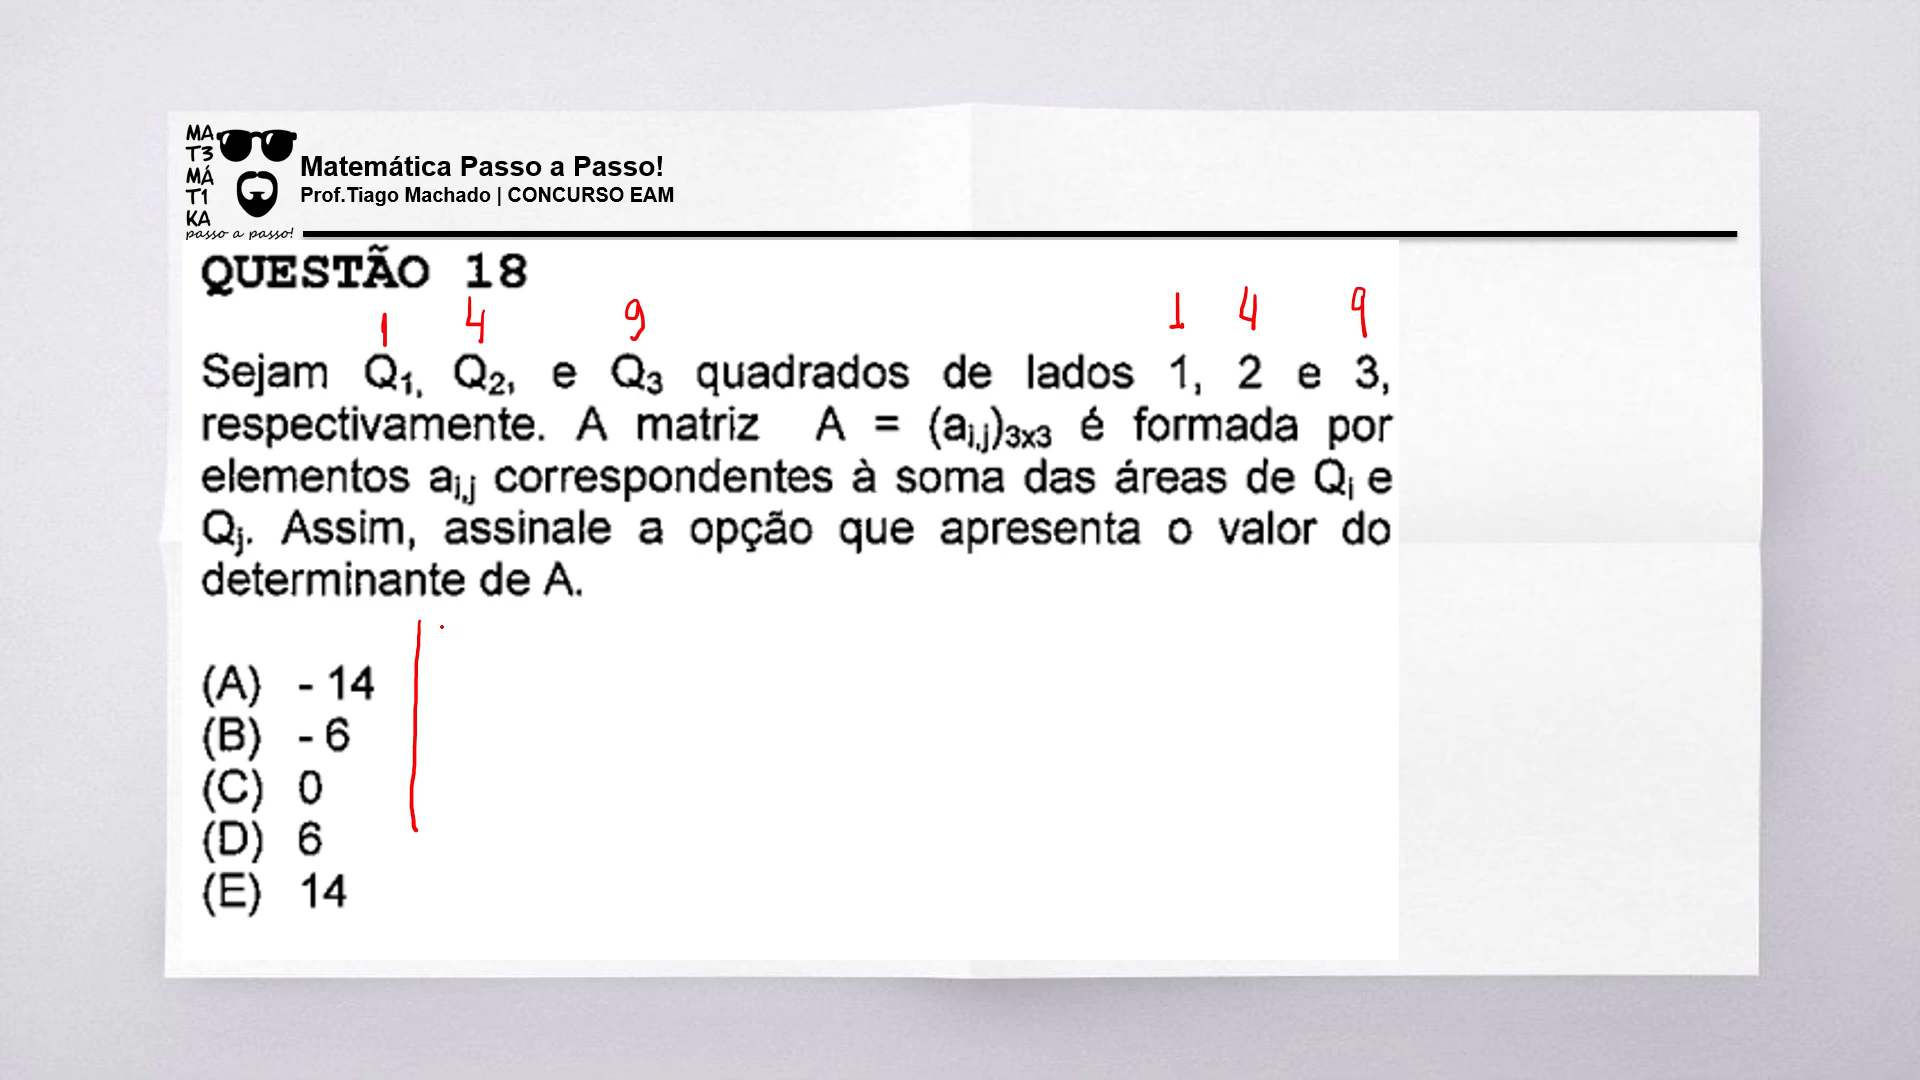 MA
T3
MÁ
T1
KA
passo a passo!
Matemática Passo a Passo!
Prof.Tiago Machado | CONCURSO EAM
QUESTÃO 18
1 4 9 1 4 9
Sejam Q1, Q2, e Q3 quadrados de lados 1, 2 e 3,
respectivamente. A matriz A = (ai,j)3x3 é formada por
elementos ai,j correspondentes à soma das áreas de Qi e
Qj. Assim, assinale a opção que apresenta o valor do
determinante de A.
(A) - 14
(B) - 6
(C) 0
(D) 6
(E) 14